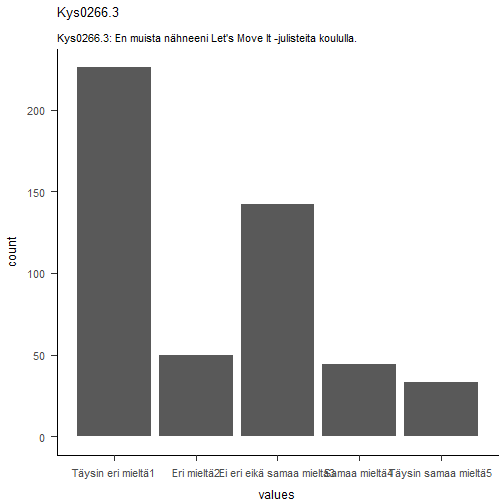 Kys0266.3
Kys0266.3: En muista nähneeni Let's Move It -julisteita koululla.
200
150
100
50
0
count
Täysin eri mieltä1 Eri mieltä2 Ei eri eikä samaa mieltä3 Samaa mieltä4 Täysin samaa mieltä5
values